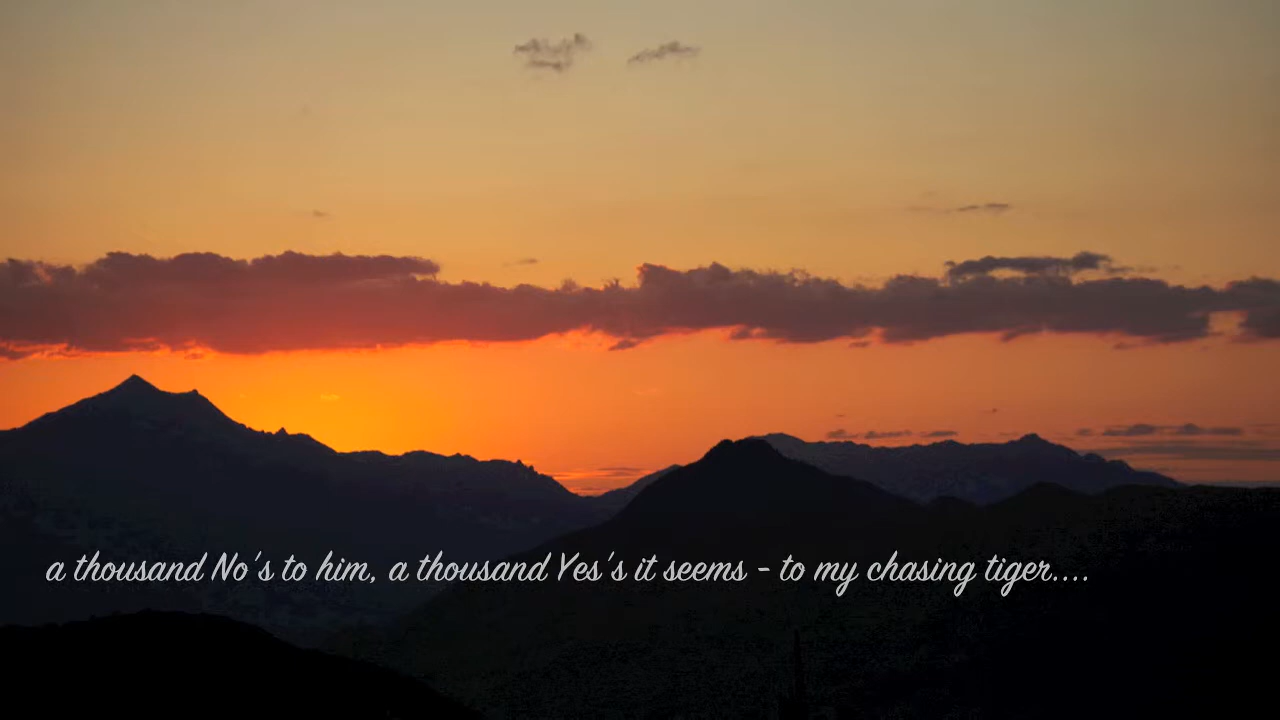 a thousand No's to him, a thousand Yes's it seems - to my chasing tiger....